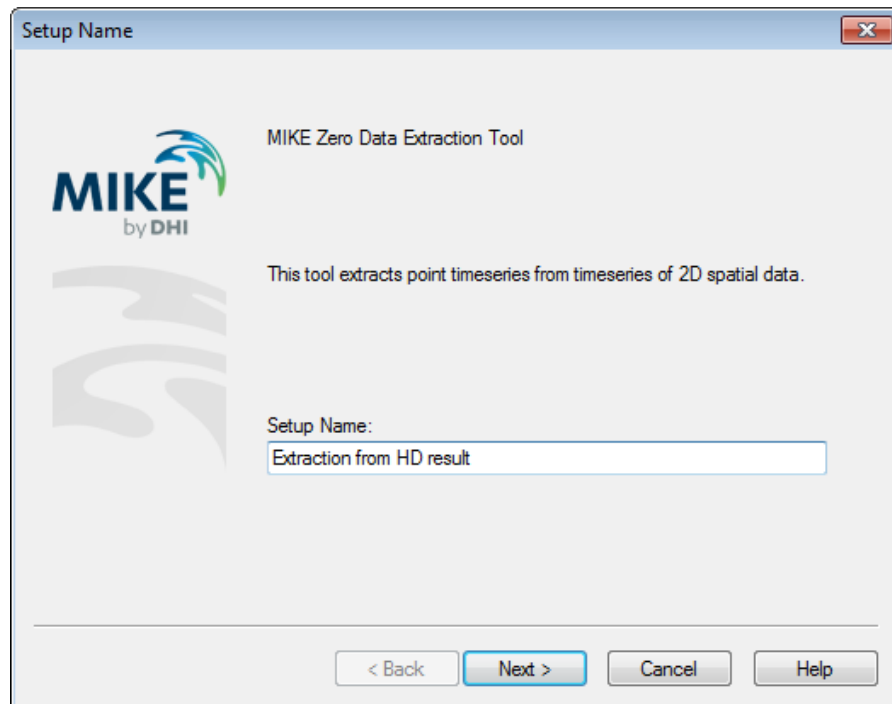 Setup Name
MIKE Zero Data Extraction Tool
MIKE
by DHI
This tool extracts point timeseries from timeseries of 2D spatial data.
Setup Name:
Extraction from HD result
< Back
Next >
Cancel
Help